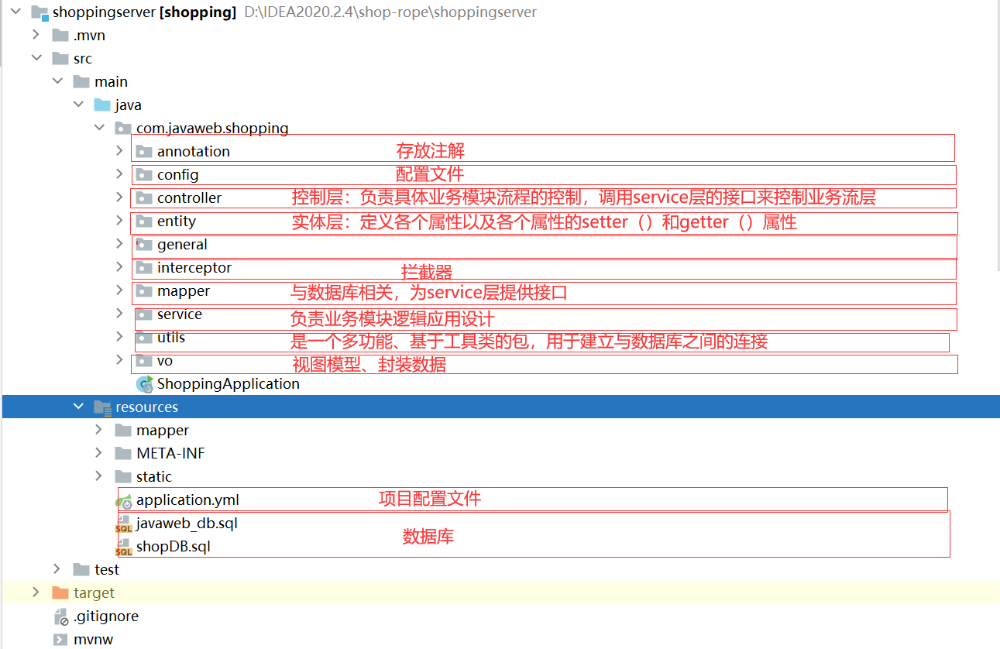 shoppingserver [shopping] D:\IDEA2020.2.4\shop-rope\shoppingserver
.mvn
src
main
java
com.javaweb.shopping
annotation 存放注解
config 配置文件
controller 控制层：负责具体业务模块流程的控制，调用service层的接口来控制业务流层
entity 实体层：定义各个属性以及各个属性的setter（）和getter（）属性
general
interceptor 拦截器
mapper 与数据库相关，为service层提供接口
service 负责业务模块逻辑应用设计
utils 是一个多功能、基于工具类的包，用于建立与数据库之间的连接
vo 视图模型、封装数据
ShoppingApplication
resources
mapper
META-INF
static
application.yml 项目配置文件
javaweb_db.sql
数据库
shopDB.sql
test
target
.gitignore
mvnw